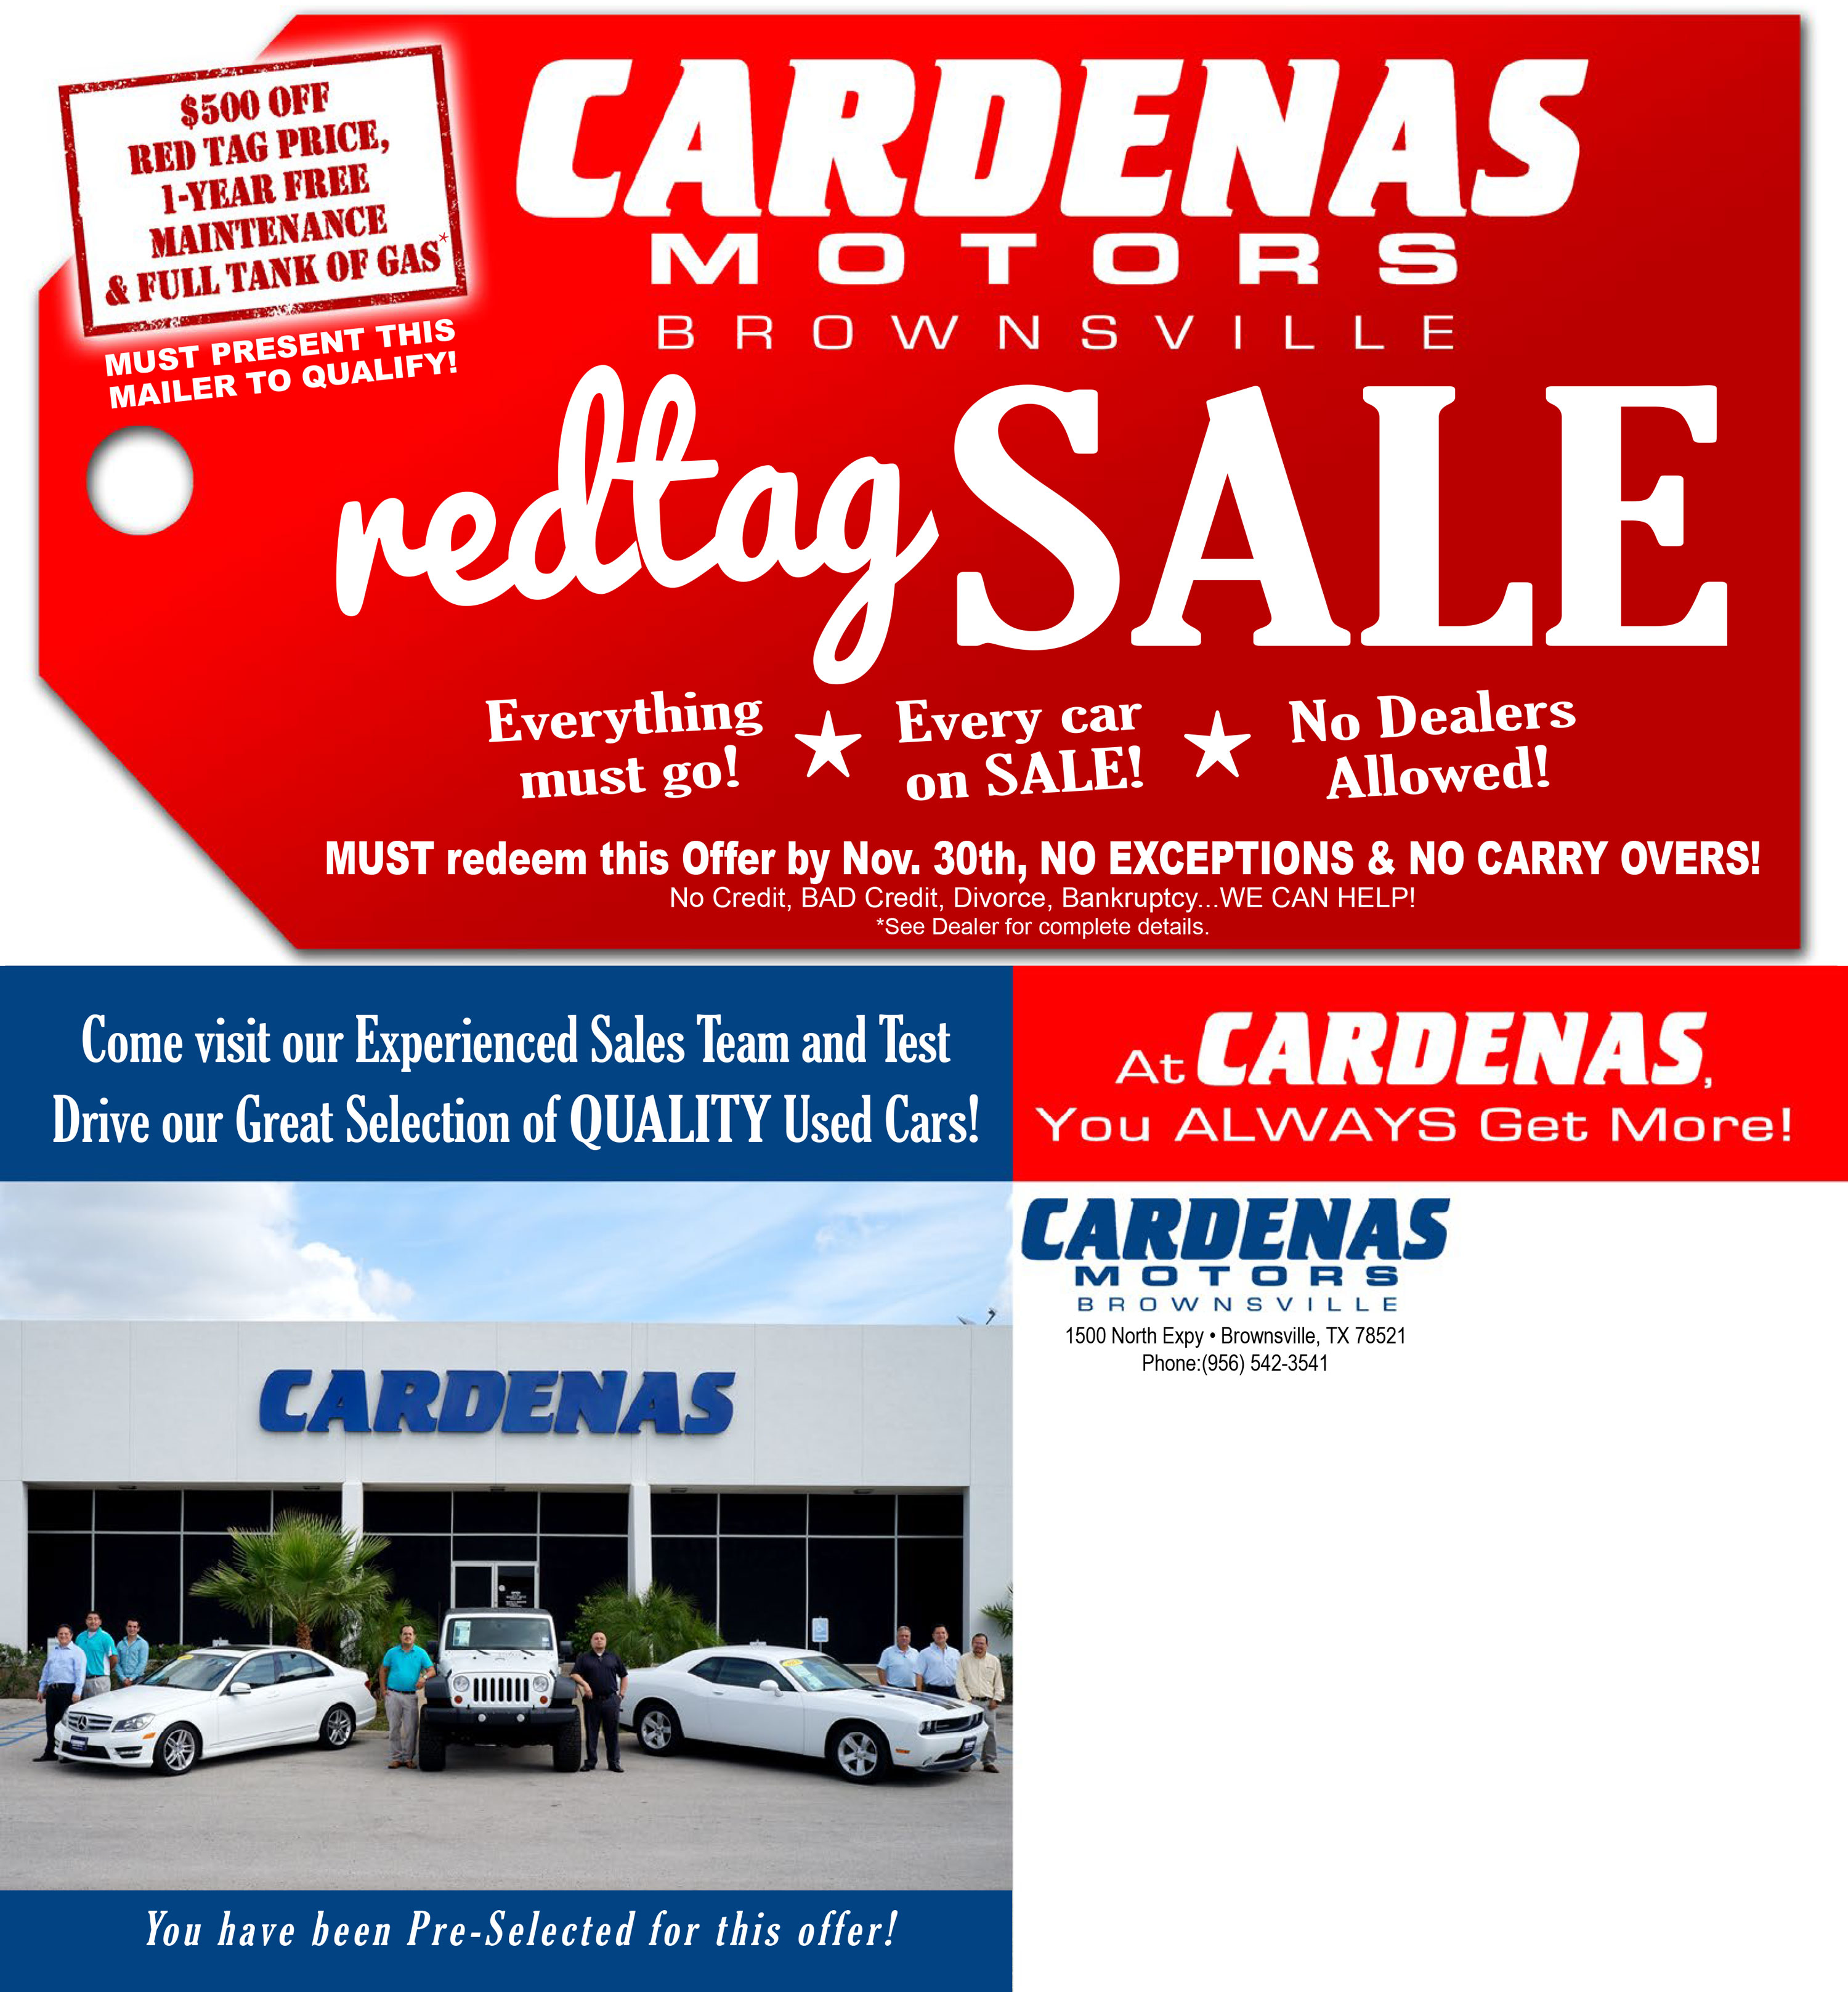 $500 OFF
RED TAG PRICE,
1-YEAR FREE
MAINTENANCE
& FULL TANK OF GAS*
MUST PRESENT THIS
MAILER TO QUALIFY!
CARDENAS
MOTORS
BROWNSVILLE
redtag SALE
Everything
must go!
Every car
on SALE!
No Dealers
Allowed!
MUST redeem this Offer by Nov. 30th, NO EXCEPTIONS & NO CARRY OVERS!
No Credit, BAD Credit, Divorce, Bankruptcy...WE CAN HELP!
*See Dealer for complete details.
Come visit our Experienced Sales Team and Test
Drive our Great Selection of QUALITY Used Cars!
At CARDENAS,
You ALWAYS Get More!
CARDENAS
MOTORS
BROWNSVILLE
1500 North Expy • Brownsville, TX 78521
Phone:(956) 542-3541
CARDENAS
You have been Pre-Selected for this offer!